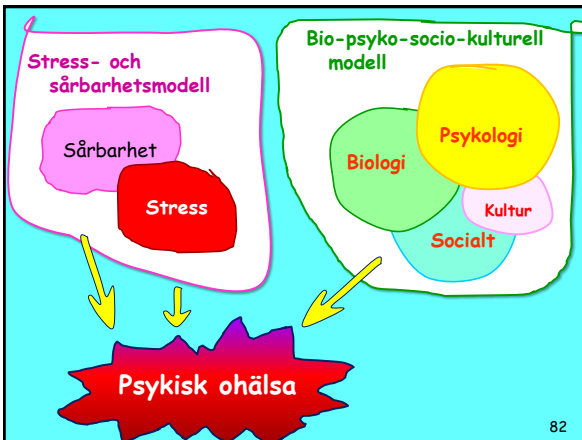 Stress- och
sårbarhetsmodell
Sårbarhet
Stress
Bio-psyko-socio-kulturell
modell
Psykologi
Biologi
Kultur
Socialt
Psykisk ohälsa
82